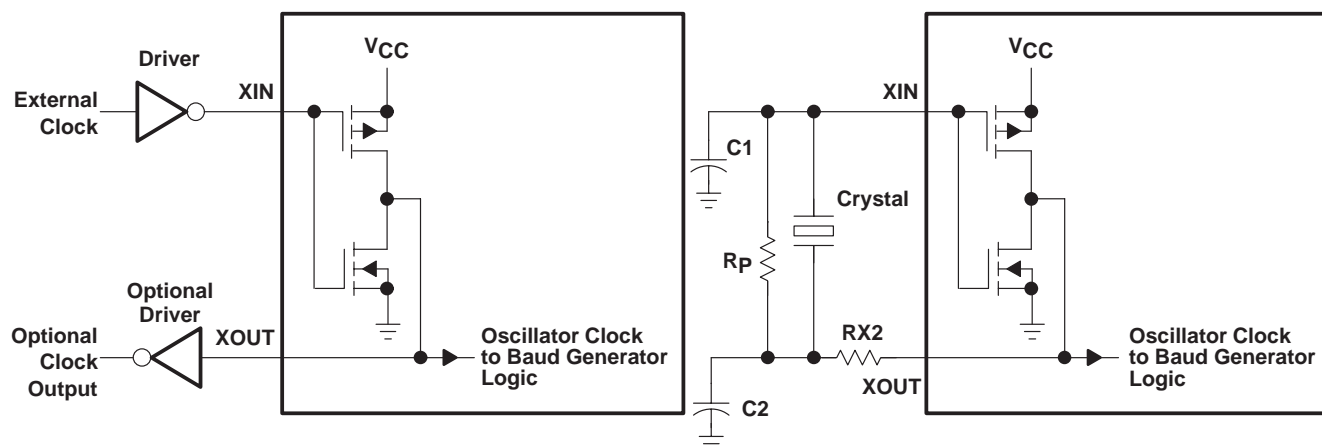 VCC
Driver
XIN
External
Clock
Optional
Driver
XOUT
Optional
Clock
Output
Oscillator Clock
to Baud Generator
Logic
VCC
XIN
C1
Crystal
RP
RX2
XOUT
C2
Oscillator Clock
to Baud Generator
Logic